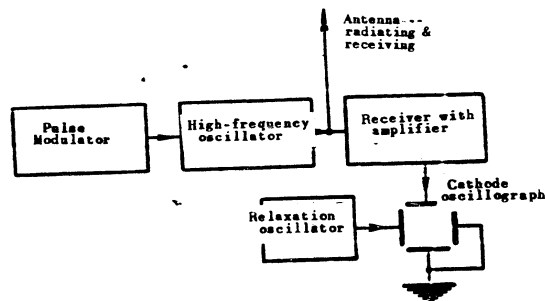 Antenna---
radiating &
receiving
Pulse
Modulator
High-frequency
oscillator
Receiver with
amplifier
Cathode
oscillograph
Relaxation
oscillator